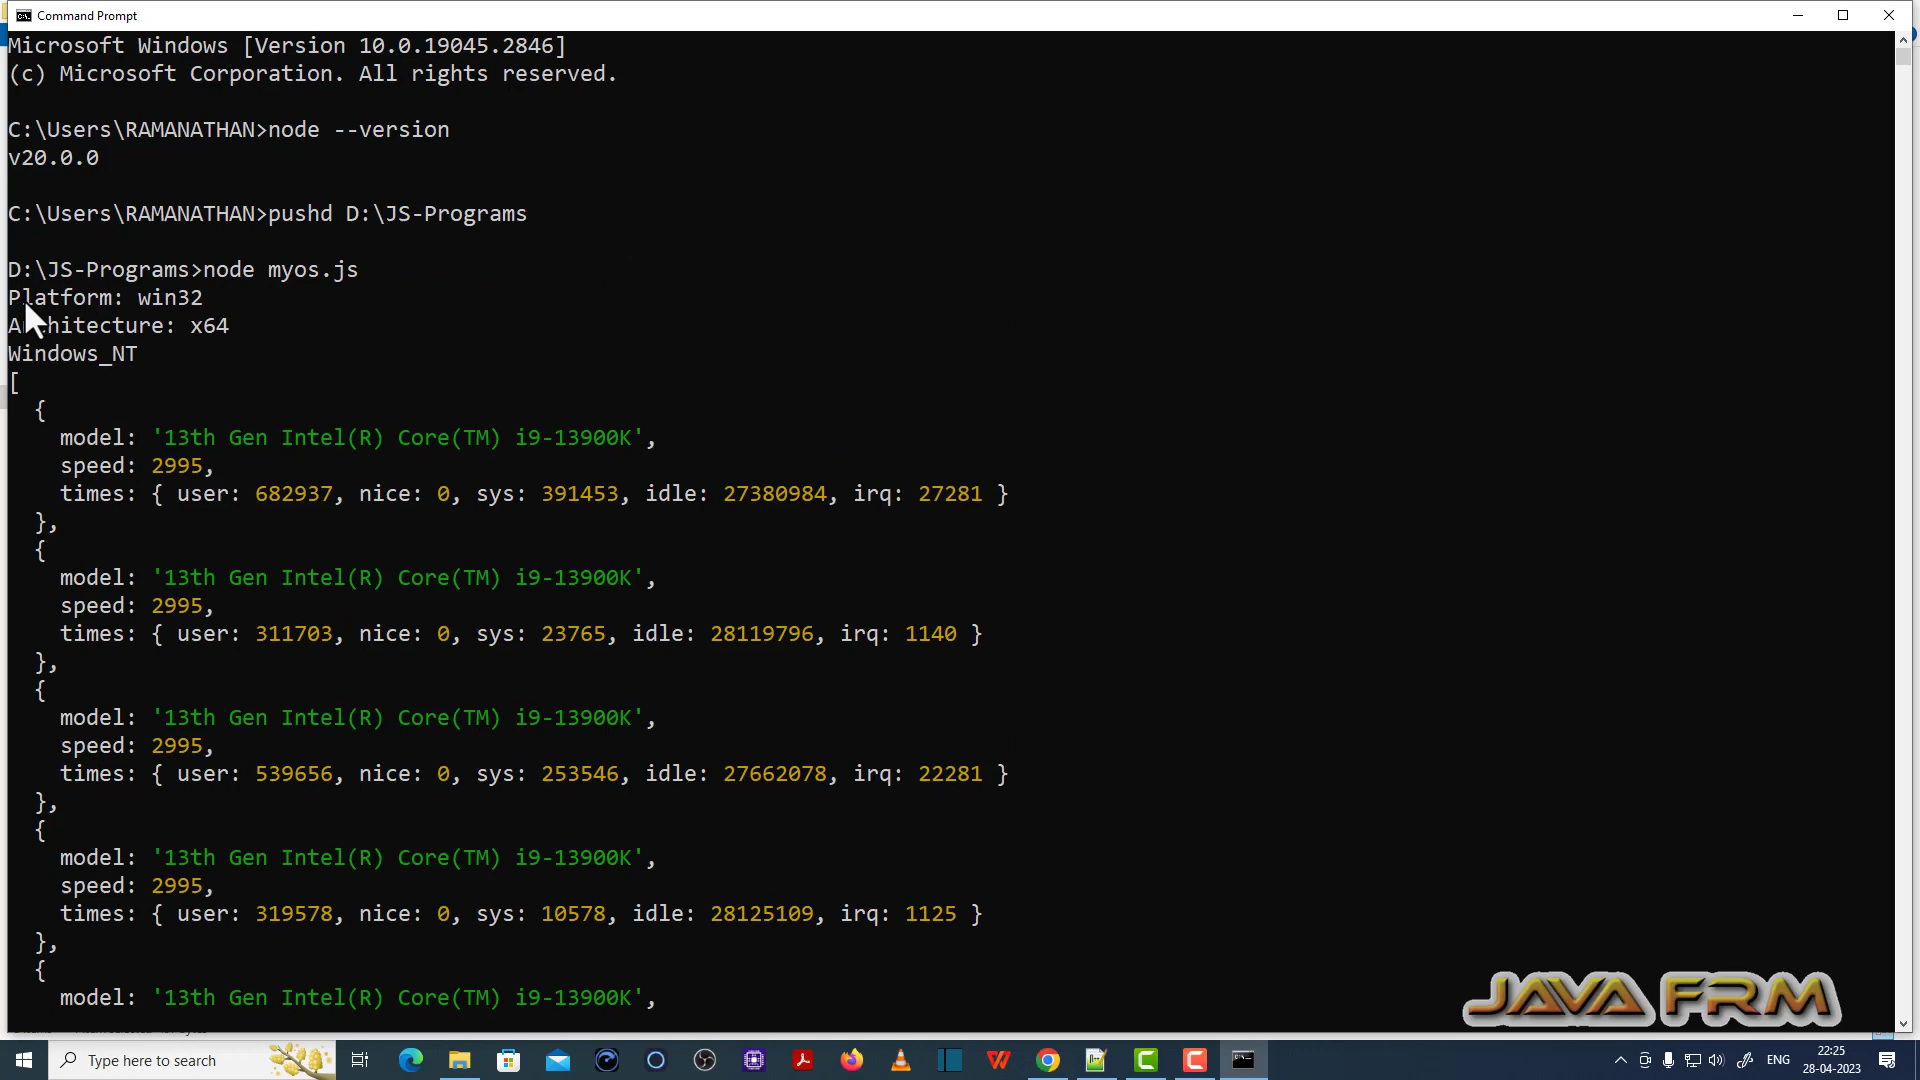 Command Prompt
Microsoft Windows [Version 10.0.19045.2846]
(c) Microsoft Corporation. All rights reserved.
C:\Users\RAMANATHAN>node --version
v20.0.0
C:\Users\RAMANATHAN>pushd D:\JS-Programs
D:\JS-Programs>node myos.js
Platform: win32
Architecture: x64
Windows_NT
[
  {
    model: '13th Gen Intel(R) Core(TM) i9-13900K',
    speed: 2995,
    times: { user: 682937, nice: 0, sys: 391453, idle: 27380984, irq: 27281 }
  },
  {
    model: '13th Gen Intel(R) Core(TM) i9-13900K',
    speed: 2995,
    times: { user: 311703, nice: 0, sys: 23765, idle: 28119796, irq: 1140 }
  },
  {
    model: '13th Gen Intel(R) Core(TM) i9-13900K',
    speed: 2995,
    times: { user: 539656, nice: 0, sys: 253546, idle: 27662078, irq: 22281 }
  },
  {
    model: '13th Gen Intel(R) Core(TM) i9-13900K',
    speed: 2995,
    times: { user: 319578, nice: 0, sys: 10578, idle: 28125109, irq: 1125 }
  },
  {
    model: '13th Gen Intel(R) Core(TM) i9-13900K',
JAVA FRM
Type here to search
ENG
22:25
28-04-2023